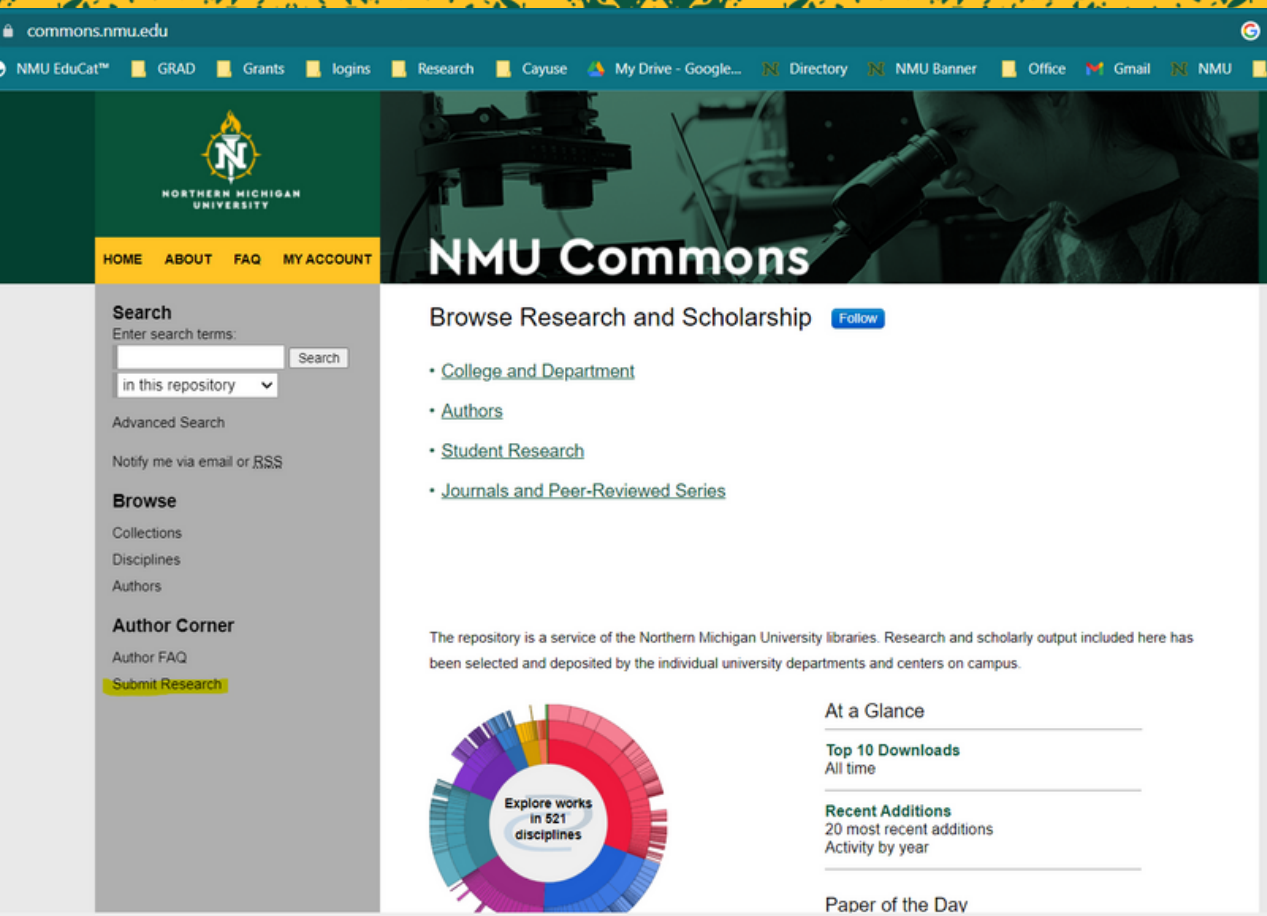 commons.nmu.edu
NMU EduCat™ GRAD Grants logins Research Cayuse My Drive - Google... Directory NMU Banner Office Gmail NMU
NORTHERN MICHIGAN
UNIVERSITY
HOME ABOUT FAQ MY ACCOUNT
NMU Commons
Search
Enter search terms:
Search
in this repository
Advanced Search
Notify me via email or RSS
Browse
Collections
Disciplines
Authors
Author Corner
Author FAQ
Submit Research
Browse Research and Scholarship Follow
• College and Department
• Authors
• Student Research
• Journals and Peer-Reviewed Series
The repository is a service of the Northern Michigan University libraries. Research and scholarly output included here has
been selected and deposited by the individual university departments and centers on campus.
Explore works
in 521
disciplines
At a Glance
Top 10 Downloads
All time
Recent Additions
20 most recent additions
Activity by year
Paper of the Day